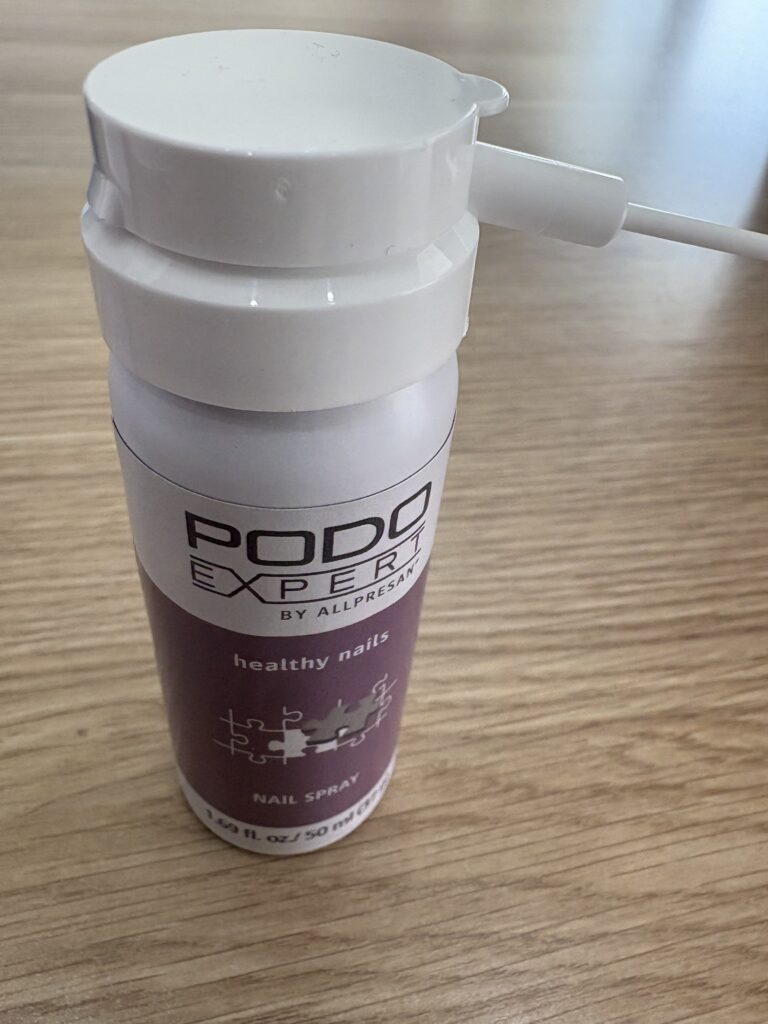 PODO
EXPERT
BY ALLPRESAN
healthy nails
NAIL SPRAY
1.69 fl. oz./ 50 ml